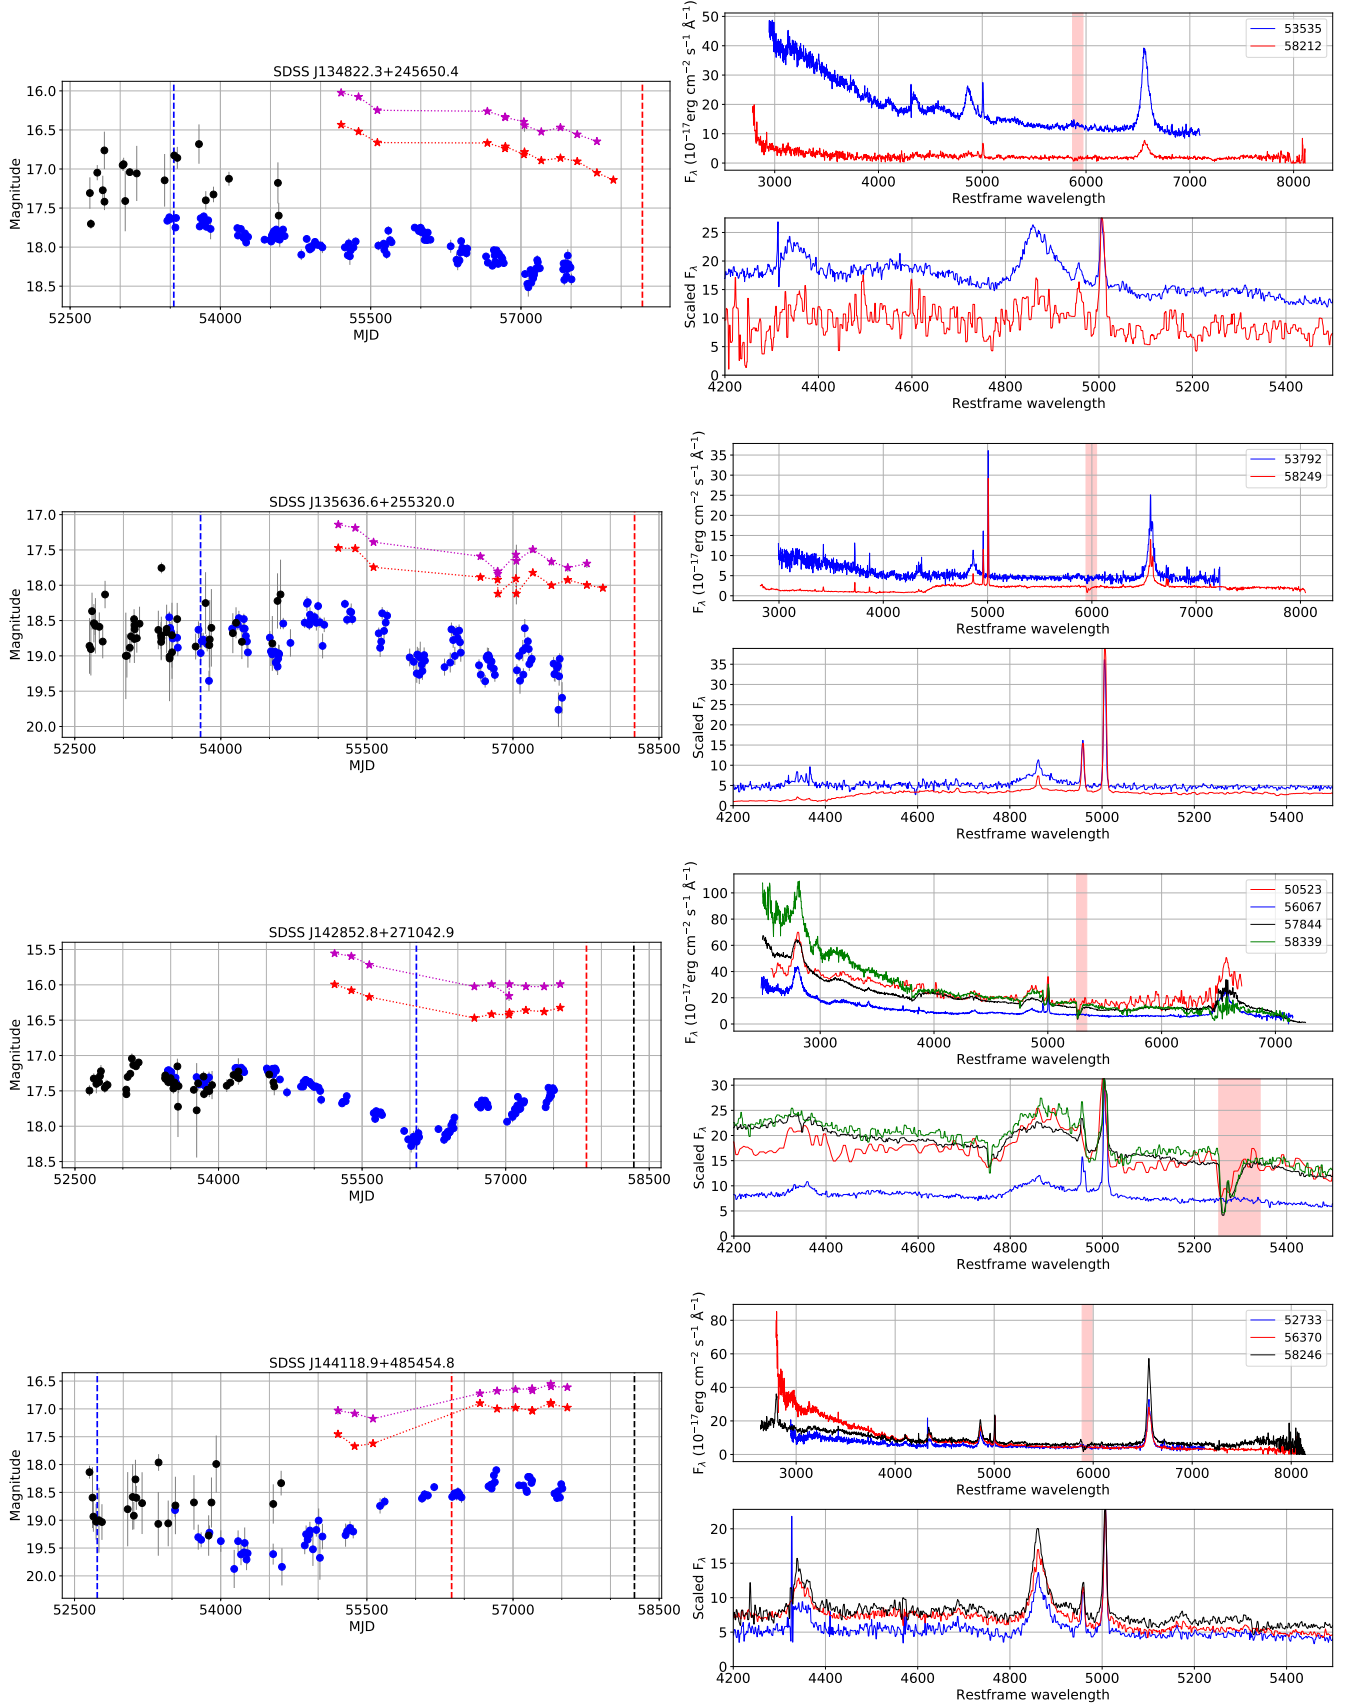 SDSS J134822.3+245650.4
16.0
16.5
17.0
17.5
18.0
18.5
Magnitude
52500 54000 55500 57000
MJD
50
40
30
20
10
0
Fλ (10⁻¹⁷erg cm⁻² s⁻¹ Å⁻¹)
53535
58212
3000 4000 5000 6000 7000 8000
Restframe wavelength
25
20
15
10
5
0
Scaled Fλ
4200 4400 4600 4800 5000 5200 5400
Restframe wavelength
SDSS J135636.6+255320.0
17.0
17.5
18.0
18.5
19.0
19.5
20.0
Magnitude
52500 54000 55500 57000 58500
MJD
35
30
25
20
15
10
5
0
Fλ (10⁻¹⁷erg cm⁻² s⁻¹ Å⁻¹)
53792
58249
3000 4000 5000 6000 7000 8000
Restframe wavelength
35
30
25
20
15
10
5
0
Scaled Fλ
4200 4400 4600 4800 5000 5200 5400
Restframe wavelength
SDSS J142852.8+271042.9
15.5
16.0
16.5
17.0
17.5
18.0
18.5
Magnitude
52500 54000 55500 57000 58500
MJD
100
80
60
40
20
0
Fλ (10⁻¹⁷erg cm⁻² s⁻¹ Å⁻¹)
50523
56067
57844
58339
3000 4000 5000 6000 7000
Restframe wavelength
30
25
20
15
10
5
0
Scaled Fλ
4200 4400 4600 4800 5000 5200 5400
Restframe wavelength
SDSS J144118.9+485454.8
16.5
17.0
17.5
18.0
18.5
19.0
19.5
20.0
Magnitude
52500 54000 55500 57000 58500
MJD
80
60
40
20
0
Fλ (10⁻¹⁷erg cm⁻² s⁻¹ Å⁻¹)
52733
56370
58246
3000 4000 5000 6000 7000 8000
Restframe wavelength
20
15
10
5
0
Scaled Fλ
4200 4400 4600 4800 5000 5200 5400
Restframe wavelength